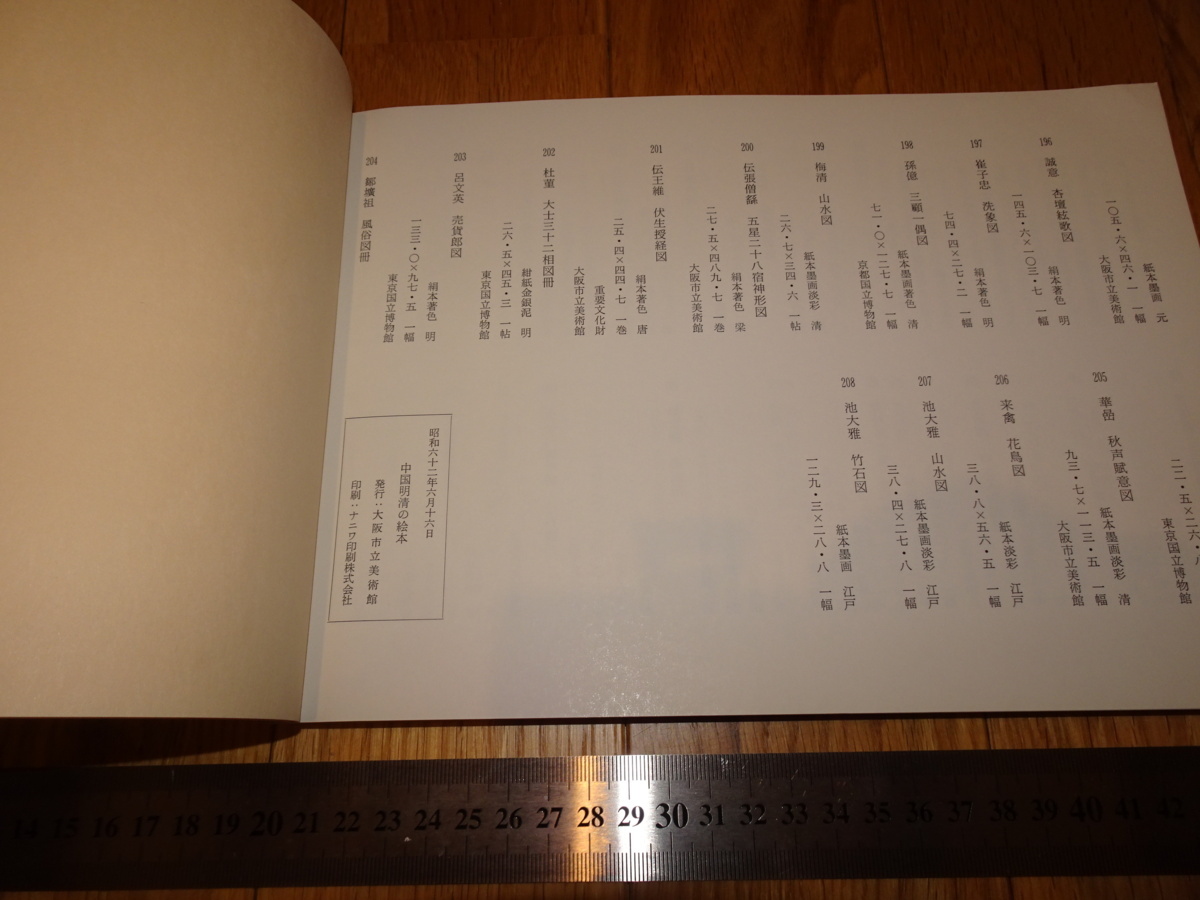 紙本墨画　元
一〇五・六×四六・一　一幅
大阪市立美術館
196　誠意　杏壇絃歌図
絹本著色　明
一四五・六×一〇三・七　一幅
197　崔子忠　洗象図
絹本著色　明
七四・四×二七・二　一幅
198　孫億　三顧一偶図
紙本墨画著色　清
七一・〇×一二七・七　一幅
京都国立博物館
199　梅清　山水図
紙本墨画淡彩　清
二六・七×三四・六　一帖
200　伝張僧繇　五星二十八宿神形図
絹本著色　梁
二七・五×四八九・七　一巻
大阪市立美術館
201　伝王維　伏生授経図
絹本著色　唐
二五・四×四四・七　一巻
重要文化財
大阪市立美術館
202　杜菫　大士三十二相図冊
紺紙金銀泥　明
二六・五×四五・三　一帖
東京国立博物館
203　呂文英　売貨郎図
絹本著色　明
一三三・〇×九七・五　一幅
東京国立博物館
204　　風俗図冊
二二・五×二六・八
東京国立博物館
205　華嵒　秋声賦意図
紙本墨画淡彩　清
九三・七×一一三・五　一幅
大阪市立美術館
206　来禽　花鳥図
紙本淡彩　江戸
三八・八×五六・五　一幅
207　池大雅　山水図
紙本墨画淡彩　江戸
三八・四×二七・八　一幅
208　池大雅　竹石図
紙本墨画　江戸
一二九・三×二八・八　一幅
昭和六十二年六月十六日
中国明清の絵本
発行：大阪市立美術館
印刷：ナニワ印刷株式会社
14 15 16 17 18 19 20 21 22 23 24 25 26 27 28 29 30 31 32 33 34 35 36 37 38 39 40 41 42